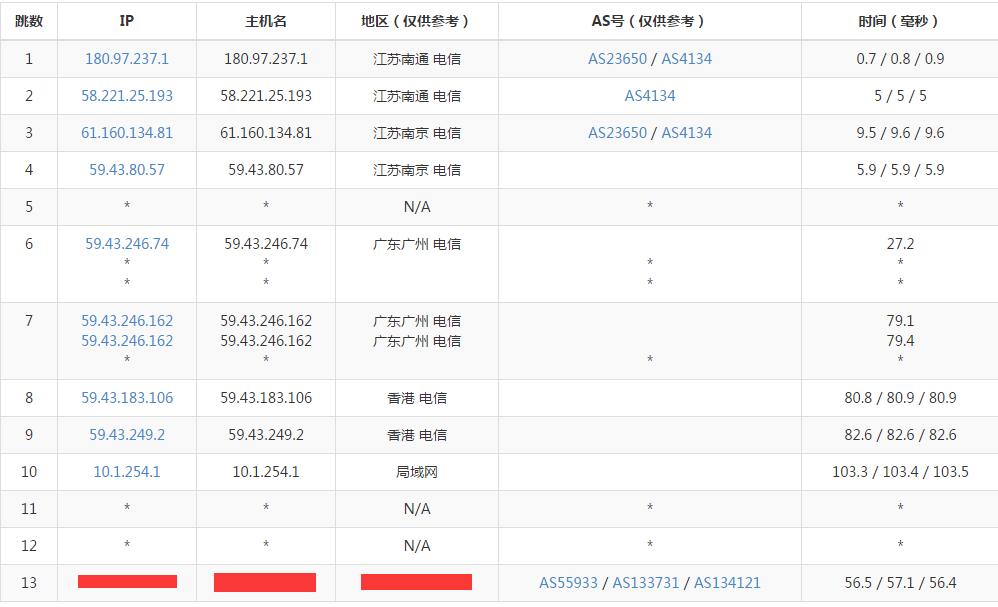 跳数 IP 主机名 地区（仅供参考） AS号（仅供参考） 时间（毫秒）
1 180.97.237.1 180.97.237.1 江苏南通 电信 AS23650 / AS4134 0.7 / 0.8 / 0.9
2 58.221.25.193 58.221.25.193 江苏南通 电信 AS4134 5 / 5 / 5
3 61.160.134.81 61.160.134.81 江苏南京 电信 AS23650 / AS4134 9.5 / 9.6 / 9.6
4 59.43.80.57 59.43.80.57 江苏南京 电信 5.9 / 5.9 / 5.9
5 * * N/A * *
6 59.43.246.74 59.43.246.74 广东广州 电信 27.2
* * * *
* * * *
7 59.43.246.162 59.43.246.162 广东广州 电信 79.1
59.43.246.162 59.43.246.162 广东广州 电信 79.4
* * * *
8 59.43.183.106 59.43.183.106 香港 电信 80.8 / 80.9 / 80.9
9 59.43.249.2 59.43.249.2 香港 电信 82.6 / 82.6 / 82.6
10 10.1.254.1 10.1.254.1 局域网 103.3 / 103.4 / 103.5
11 * * N/A * *
12 * * N/A * *
13 AS55933 / AS133731 / AS134121 56.5 / 57.1 / 56.4